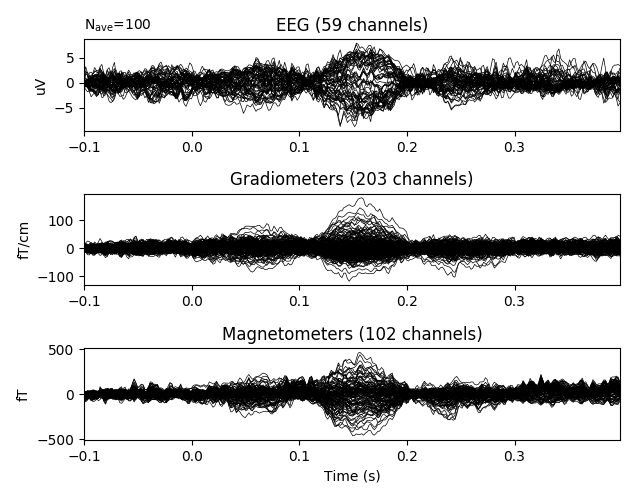 N_ave=100
EEG (59 channels)
uV
5
0
−5
−0.1 0.0 0.1 0.2 0.3
Gradiometers (203 channels)
fT/cm
100
0
−100
−0.1 0.0 0.1 0.2 0.3
Magnetometers (102 channels)
fT
500
0
−500
−0.1 0.0 0.1 0.2 0.3
Time (s)